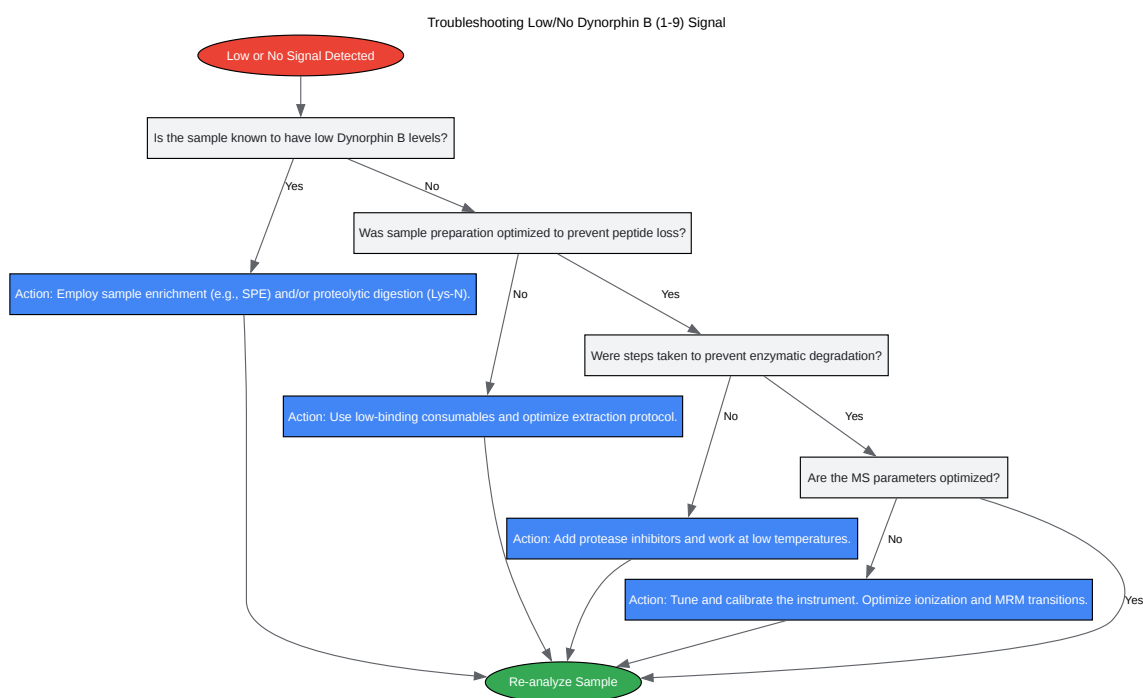 Troubleshooting Low/No Dynorphin B (1-9) Signal
Low or No Signal Detected
Is the sample known to have low Dynorphin B levels?
Yes
No
Was sample preparation optimized to prevent peptide loss?
Action: Employ sample enrichment (e.g., SPE) and/or proteolytic digestion (Lys-N).
No
Yes
Were steps taken to prevent enzymatic degradation?
Action: Use low-binding consumables and optimize extraction protocol.
No
Yes
Are the MS parameters optimized?
Action: Add protease inhibitors and work at low temperatures.
No
Action: Tune and calibrate the instrument. Optimize ionization and MRM transitions.
Yes
Re-analyze Sample